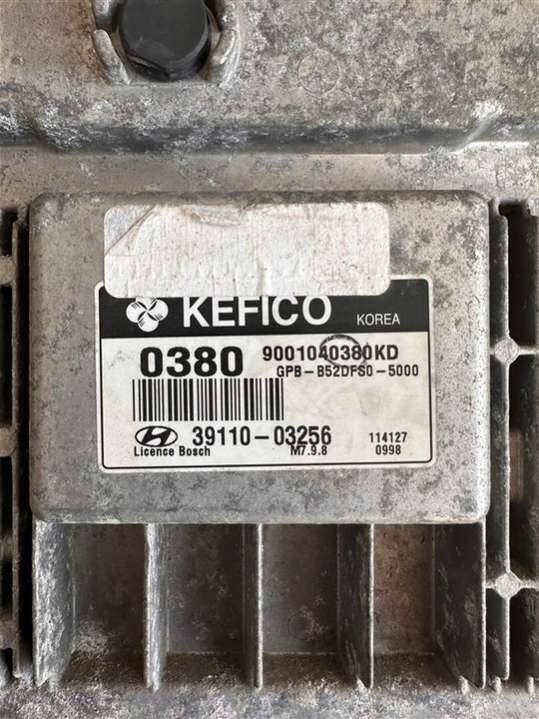 KEFICO KOREA
0380 9001040380KD
GPB-B52DFS0-5000
39110-03256 114127
Licence Bosch M7.9.8 0998